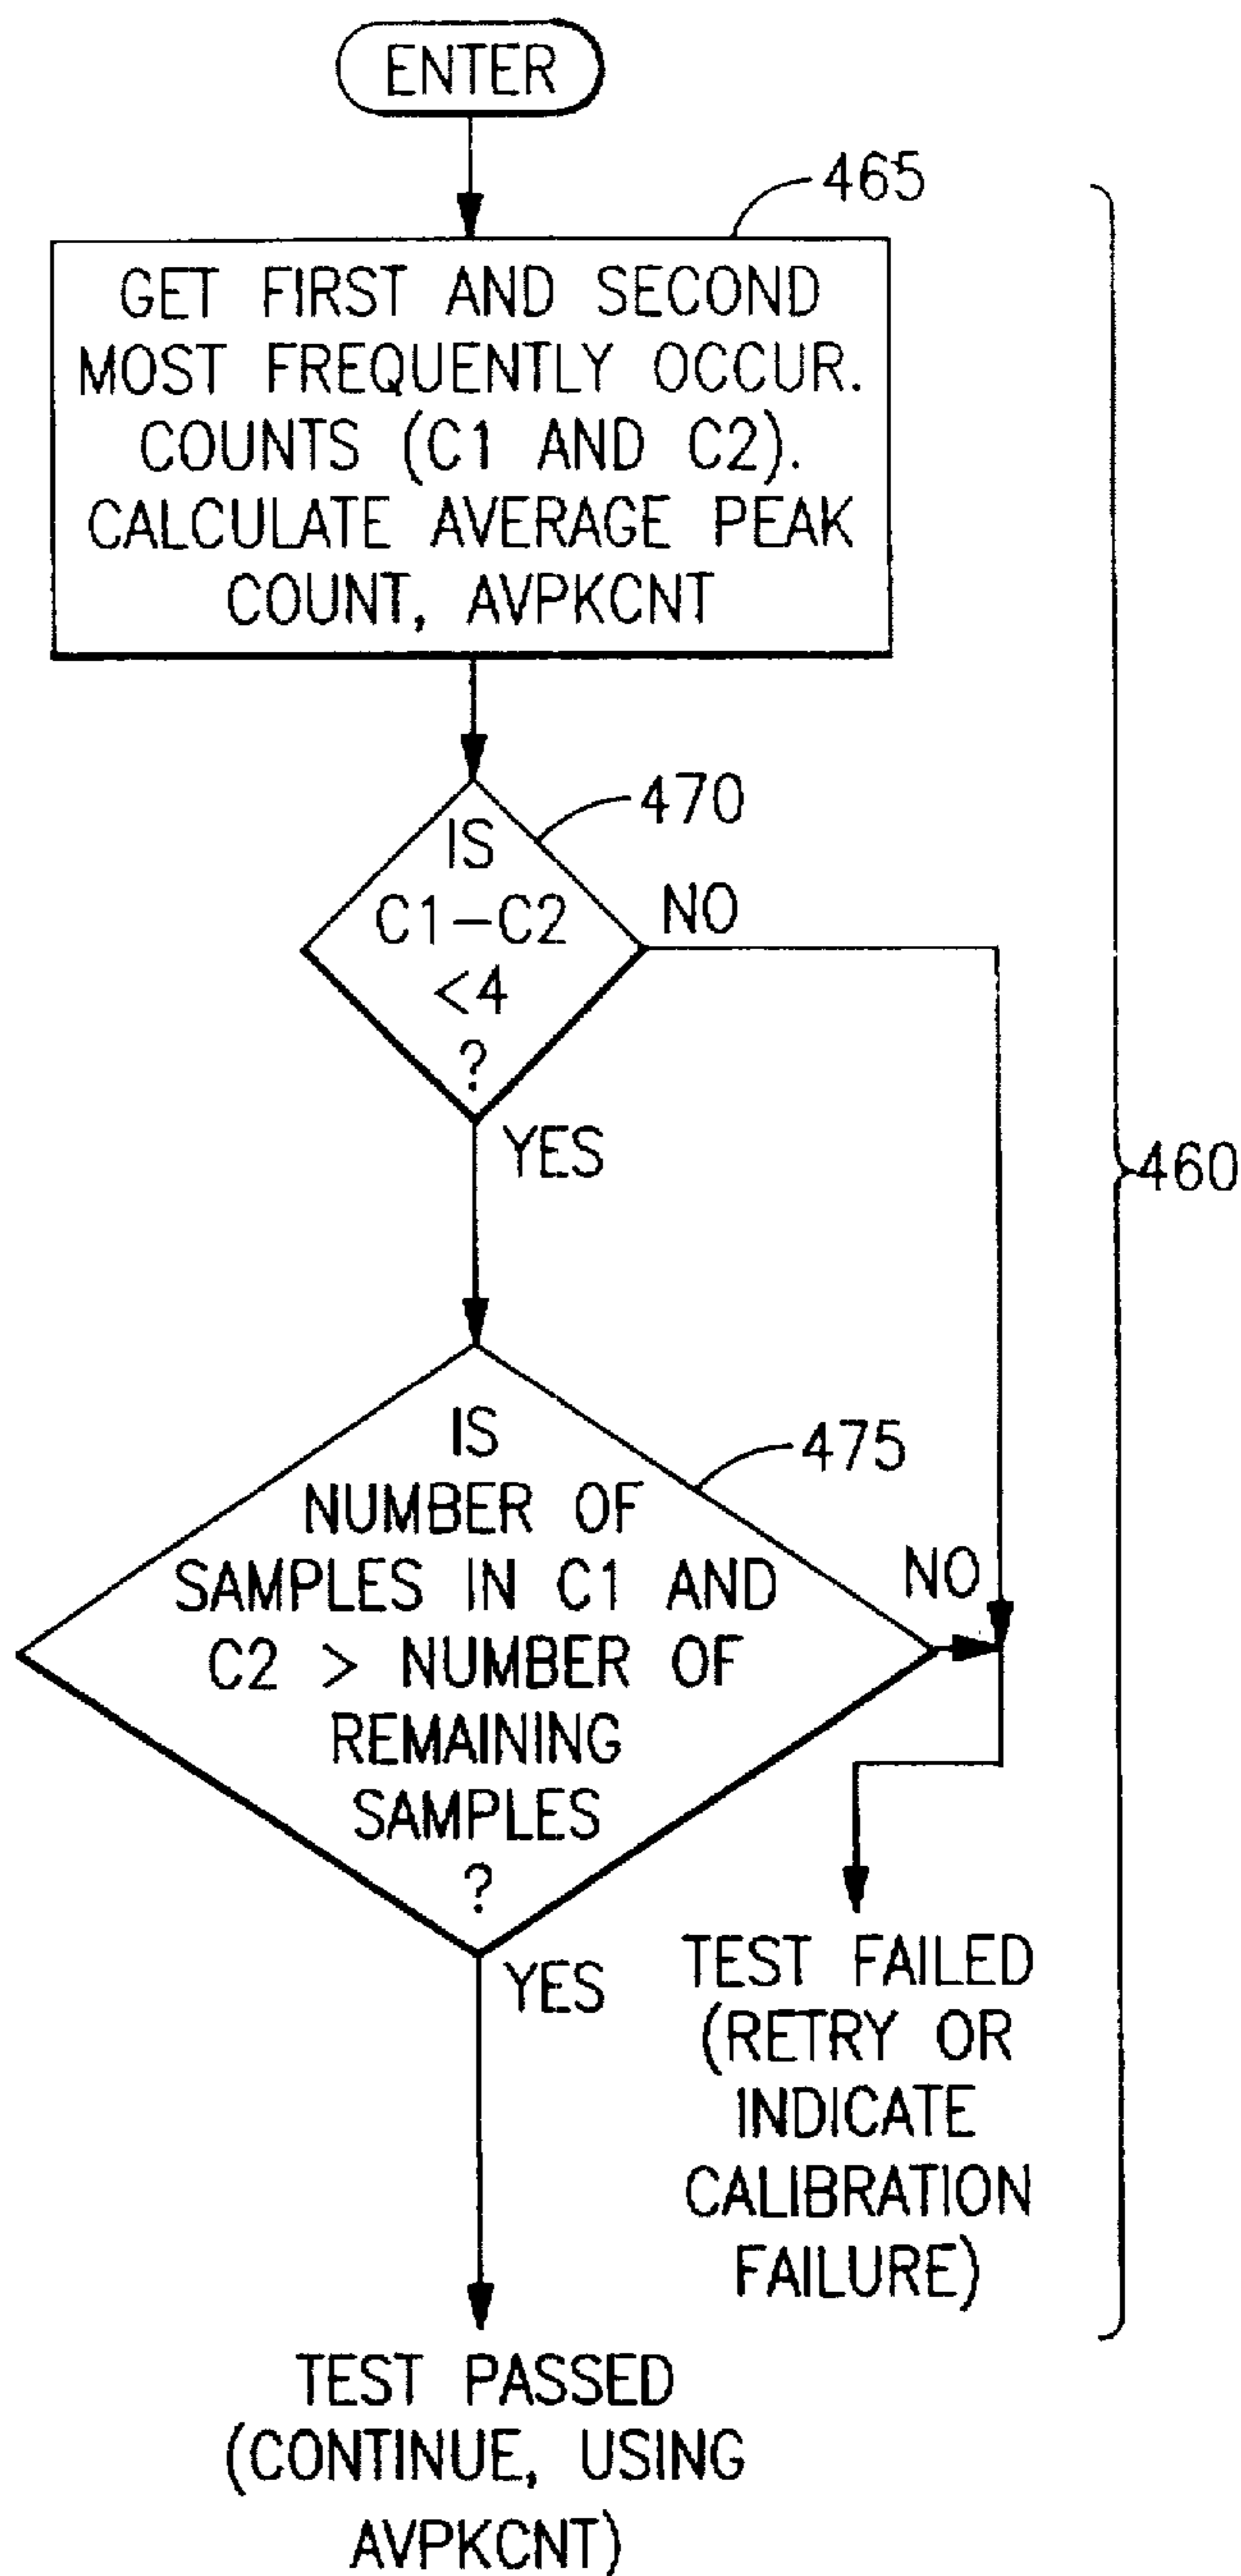 ENTER
465
GET FIRST AND SECOND
MOST FREQUENTLY OCCUR.
COUNTS (C1 AND C2).
CALCULATE AVERAGE PEAK
COUNT, AVPKCNT
470
IS
C1-C2
<4
?
NO
YES
460
475
IS
NUMBER OF
SAMPLES IN C1 AND
C2 > NUMBER OF
REMAINING
SAMPLES
?
NO
YES
TEST FAILED
(RETRY OR
INDICATE
CALIBRATION
FAILURE)
TEST PASSED
(CONTINUE, USING
AVPKCNT)